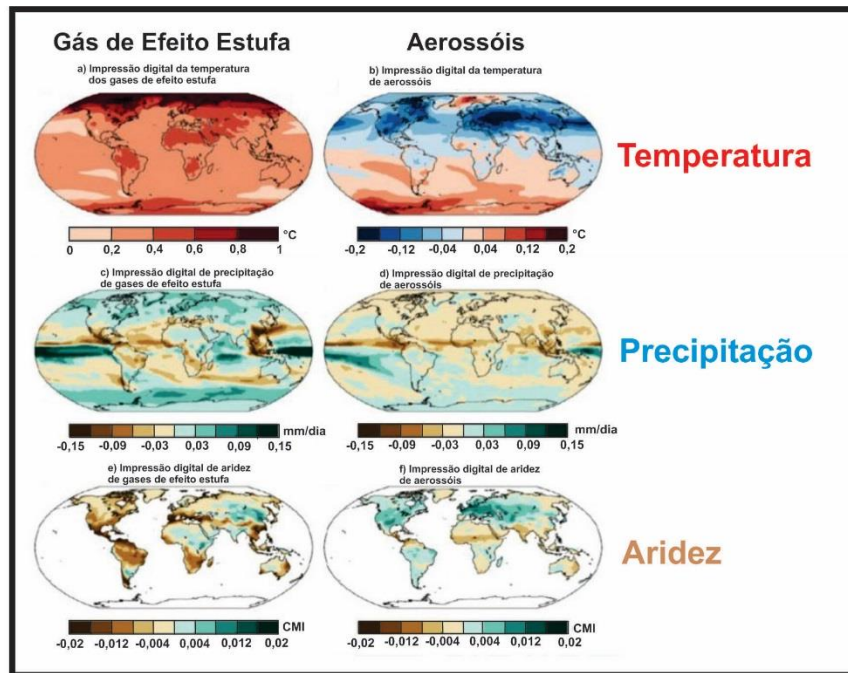 Gás de Efeito Estufa
Aerossóis
a) Impressão digital da temperatura
dos gases de efeito estufa
b) Impressão digital da temperatura
de aerossóis
Temperatura
°C
0 0,2 0,4 0,6 0,8 1
°C
-0,2 -0,12 -0,04 0,04 0,12 0,2
c) Impressão digital de precipitação
de gases de efeito estufa
d) Impressão digital de precipitação
de aerossóis
Precipitação
mm/dia
-0,15 -0,09 -0,03 0,03 0,09 0,15
mm/dia
-0,15 -0,09 -0,03 0,03 0,09 0,15
e) Impressão digital de aridez
de gases de efeito estufa
f) Impressão digital de aridez
de aerossóis
Aridez
CMI
-0,02 -0,012 -0,004 0,004 0,012 0,02
CMI
-0,02 -0,012 -0,004 0,004 0,012 0,02